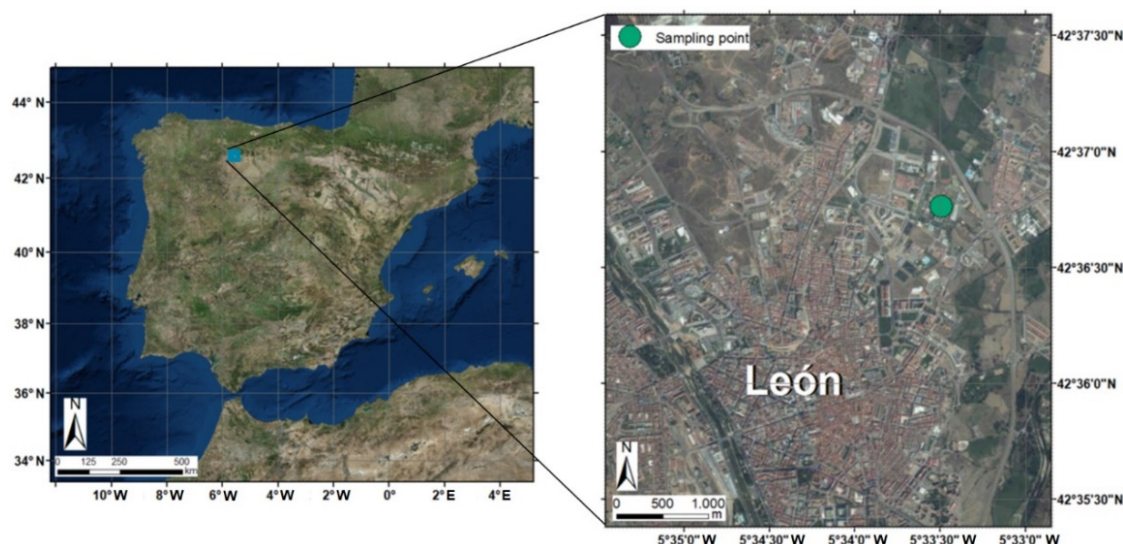 44° N
42° N
40° N
38° N
36° N
34° N
N
0 125 250 500
km
10° W 8° W 6° W 4° W 2° W 0° 2° E 4° E
Sampling point
León
N
0 500 1.000
m
42°37'30" N
42°37'0" N
42°36'30" N
42°36'0" N
42°35'30" N
5°35'0" W 5°34'30" W 5°34'0" W 5°33'30" W 5°33'0" W